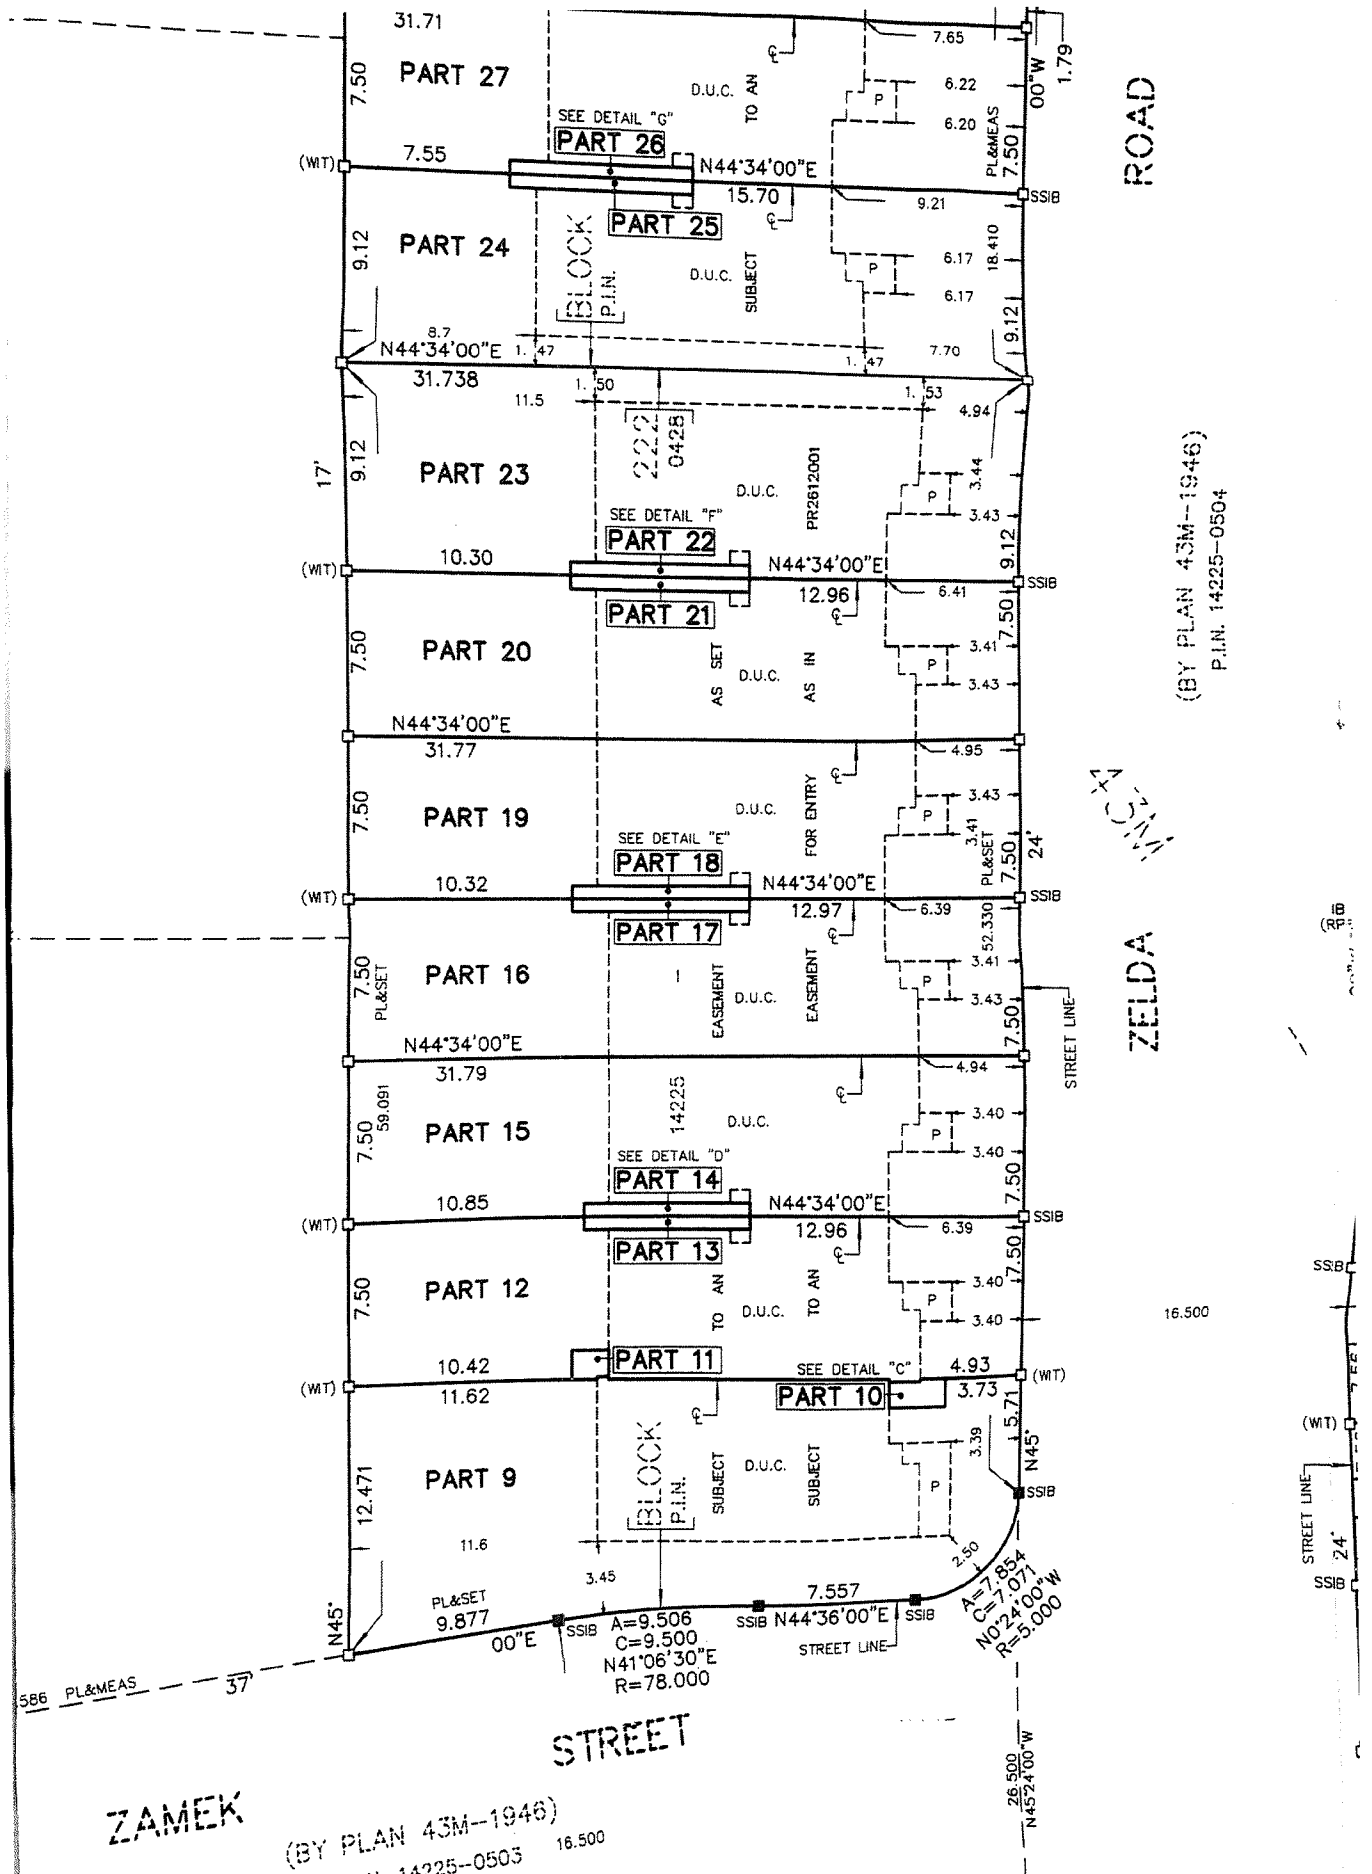 31.71
7.65
1.79
00"W
PART 27
7.50
D.U.C.
TO AN
P
6.22
6.20
PL&MEAS
7.50
ROAD
SEE DETAIL "G"
PART 26
(WIT)
7.55
N44°34'00"E
15.70
9.21
SSIB
PART 25
PART 24
9.12
BLOCK
P.I.N.
D.U.C.
SUBJECT
P
6.17
6.17
18.410
9.12
8.7
N44°34'00"E
1.47
1.47
7.70
31.738
1.50
1.53
11.5
4.94
222
0428
17'
9.12
PART 23
D.U.C.
PR2612001
P
3.44
3.43
9.12
(BY PLAN 43M-1946)
P.I.N. 14225-0504
SEE DETAIL "F"
PART 22
(WIT)
10.30
N44°34'00"E
12.96
6.41
SSIB
PART 21
7.50
7.50
PART 20
AS SET
D.U.C.
AS IN
P
3.41
3.43
N44°34'00"E
31.77
4.95
PART 19
7.50
D.U.C.
FOR ENTRY
P
3.43
3.41
PL&SET
7.50
24'
43M
SEE DETAIL "E"
PART 18
(WIT)
10.32
N44°34'00"E
12.97
6.39
SSIB
52.330
PART 17
IB
PART 16
7.50
PL&SET
EASEMENT
D.U.C.
EASEMENT
P
3.41
3.43
7.50
ZELDA
STREET LINE
N44°34'00"E
31.79
4.94
59.091
7.50
PART 15
14225
D.U.C.
P
3.40
3.40
7.50
SEE DETAIL "D"
PART 14
(WIT)
10.85
N44°34'00"E
12.96
6.39
SSIB
PART 13
7.50
PART 12
TO AN
D.U.C.
TO AN
P
3.40
3.40
7.50
SSIB
16.500
PART 11
10.42
SEE DETAIL "C"
4.93
(WIT)
(WIT)
11.62
PART 10
3.73
5.71
(WIT)
PART 9
12.471
BLOCK
P.I.N.
SUBJECT
D.U.C.
SUBJECT
P
3.39
N45°
SSIB
STREET LINE
24'
SSIB
11.6
3.45
2.50
PL&SET
9.877
N45°
00"E
SSIB
A=9.506
C=9.500
N41°06'30"E
R=78.000
7.557
SSIB
N44°36'00"E
SSIB
STREET LINE
A=7.854
C=7.071
N0°24'00"W
R=5.000
586 PL&MEAS
37'
STREET
ZAMEK
(BY PLAN 43M-1946)
14225-0503
16.500
26.500
N45°24'00"W